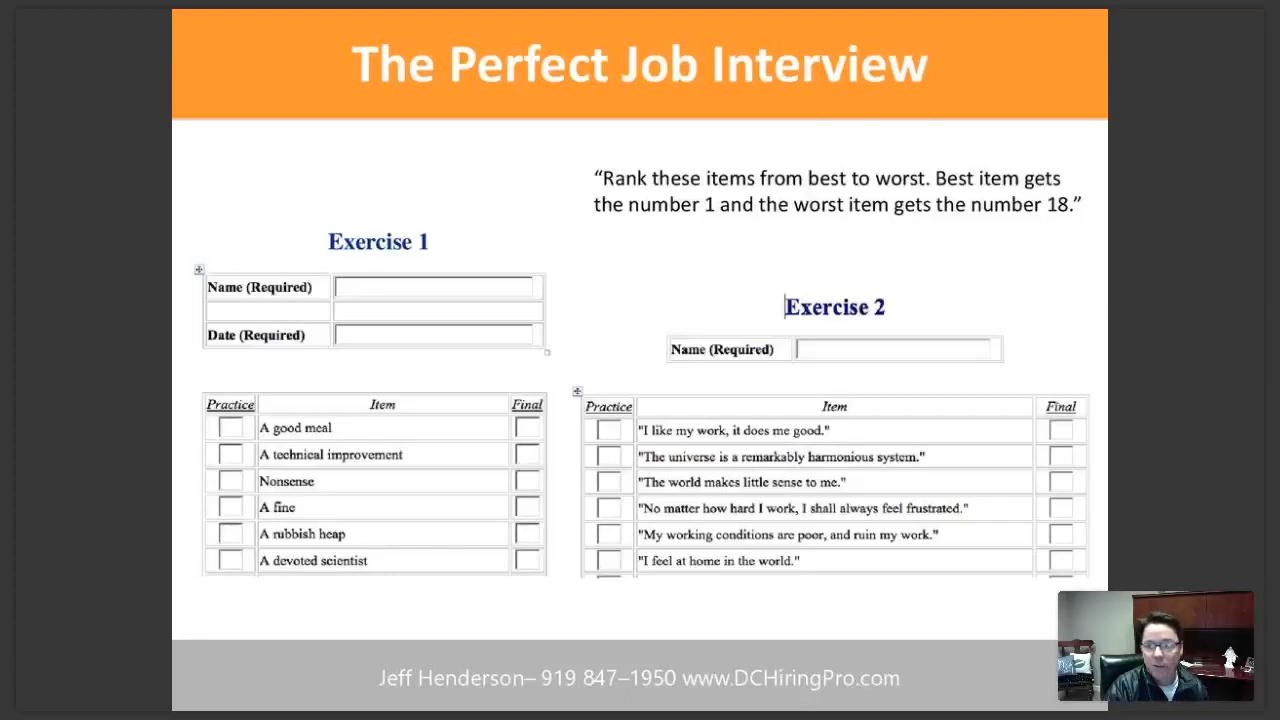 The Perfect Job Interview
“Rank these items from best to worst. Best item gets
the number 1 and the worst item gets the number 18.”
Exercise 1
Name (Required)
Date (Required)
Practice Item Final
A good meal
A technical improvement
Nonsense
A fine
A rubbish heap
A devoted scientist
Exercise 2
Name (Required)
Practice Item Final
"I like my work, it does me good."
"The universe is a remarkably harmonious system."
"The world makes little sense to me."
"No matter how hard I work, I shall always feel frustrated."
"My working conditions are poor, and ruin my work."
"I feel at home in the world."
Jeff Henderson– 919 847–1950 www.DCHiringPro.com